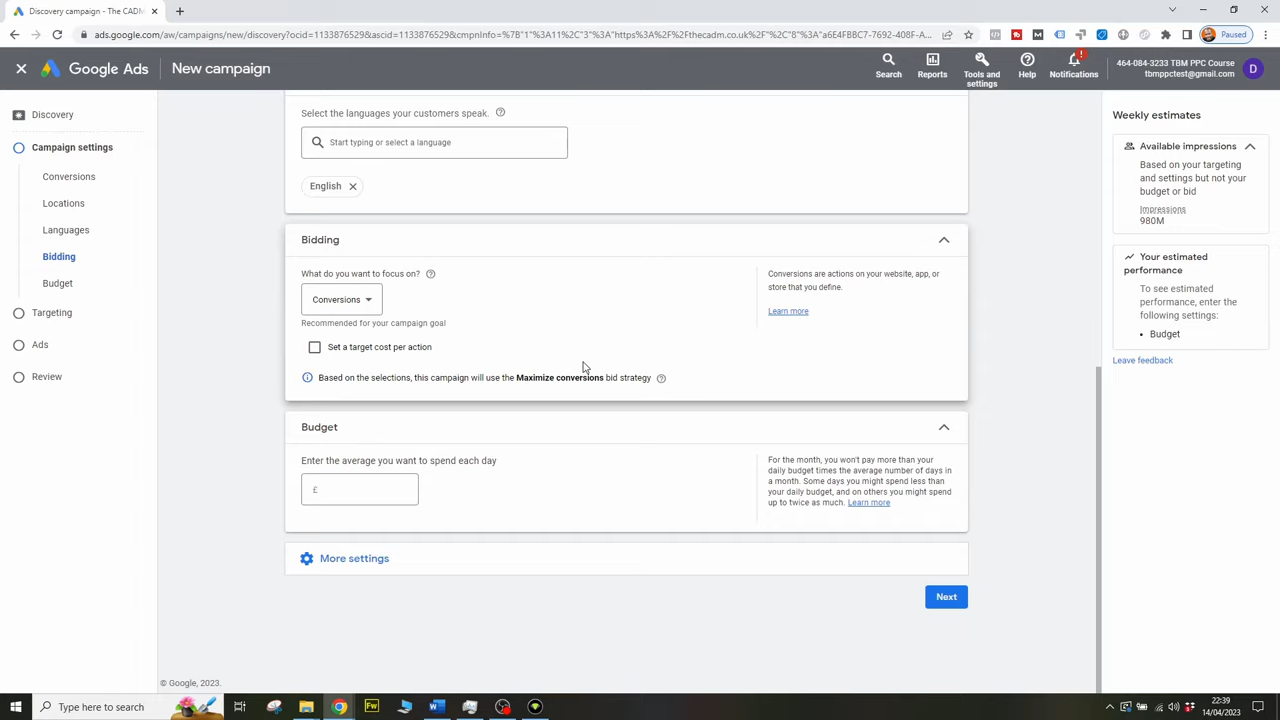 Discovery campaign - The CADM
ads.google.com/aw/campaigns/new/discovery?ocid=1133876529&ascid=1133876529&cmpnInfo=%7B"1"%3A"11"%2C"3"%3A"https%3A%2F%2Fthecadm.co.uk%2F"%2C"8"%3A"a6E4FBBC7-7692-408F-A...
Paused
Google Ads
New campaign
Search
Reports
Tools and
settings
Help
Notifications
464-084-3233 TBM PPC Course
tbmppctest@gmail.com
D
Discovery
Campaign settings
Conversions
Locations
Languages
Bidding
Budget
Targeting
Ads
Review
Select the languages your customers speak.
Start typing or select a language
English
Bidding
What do you want to focus on?
Conversions
Recommended for your campaign goal
Set a target cost per action
Based on the selections, this campaign will use the Maximize conversions bid strategy
Conversions are actions on your website, app, or
store that you define.
Learn more
Budget
Enter the average you want to spend each day
£
For the month, you won't pay more than your
daily budget times the average number of days in
a month. Some days you might spend less than
your daily budget, and on others you might spend
up to twice as much. Learn more
More settings
Next
Weekly estimates
Available impressions
Based on your targeting
and settings but not your
budget or bid
Impressions
980M
Your estimated
performance
To see estimated
performance, enter the
following settings:
• Budget
Leave feedback
© Google, 2023.
Type here to search
22:39
14/04/2023